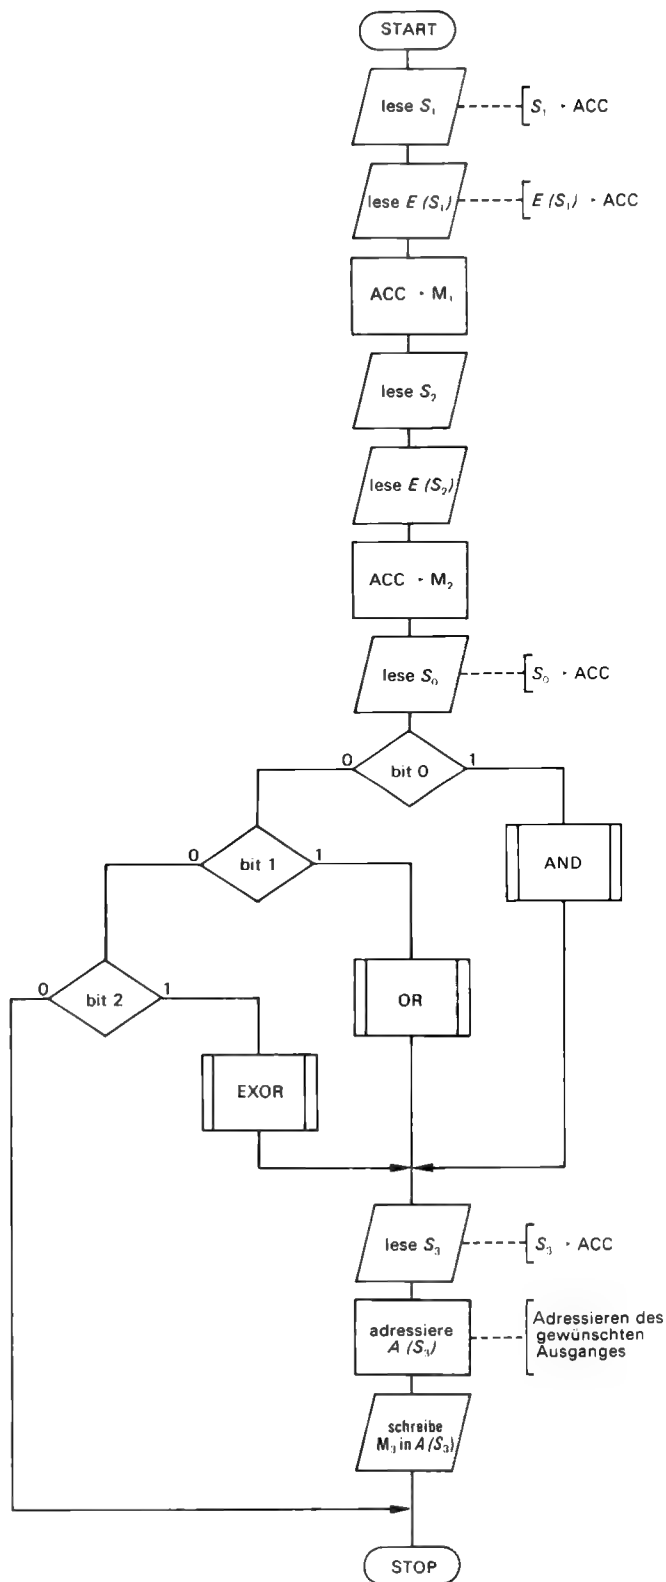 START
lese S₁
S₁ → ACC
lese E (S₁)
E (S₁) → ACC
ACC → M₁
lese S₂
lese E (S₂)
ACC → M₂
lese S₀
S₀ → ACC
0 bit 0 1
0 bit 1 1
AND
0 bit 2 1
OR
EXOR
lese S₃
S₃ → ACC
adressiere
A (S₃)
Adressieren des
gewünschten
Ausganges
schreibe
M₃ in A (S₃)
STOP